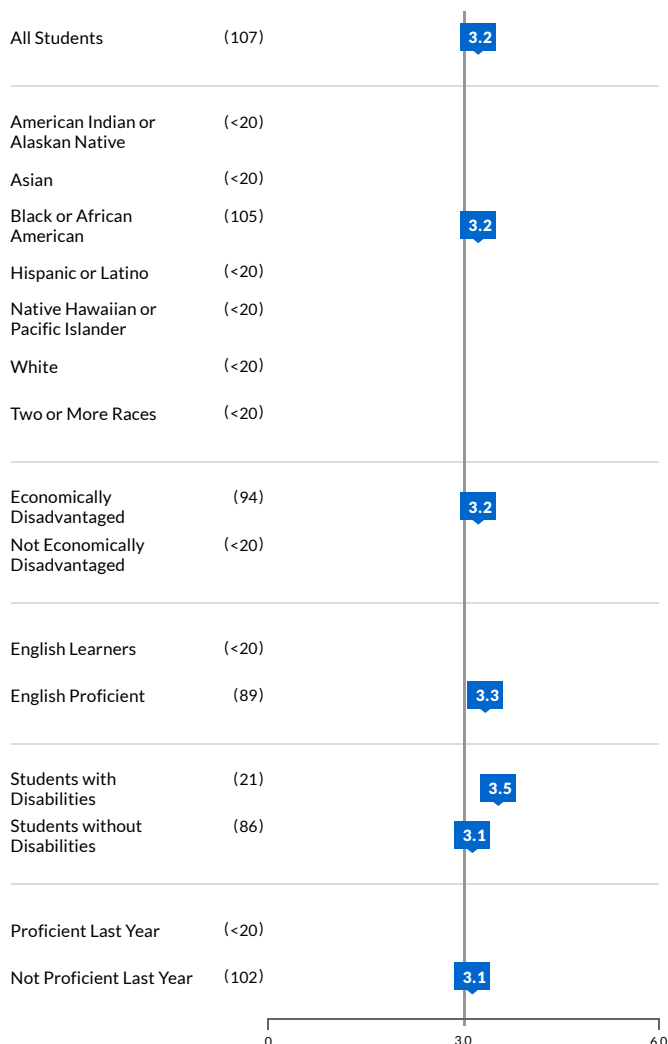 All Students (107) 3.2
American Indian or (<20)
Alaskan Native
Asian (<20)
Black or African (105) 3.2
American
Hispanic or Latino (<20)
Native Hawaiian or (<20)
Pacific Islander
White (<20)
Two or More Races (<20)
Economically (94) 3.2
Disadvantaged
Not Economically (<20)
Disadvantaged
English Learners (<20)
English Proficient (89) 3.3
Students with (21) 3.5
Disabilities
Students without (86) 3.1
Disabilities
Proficient Last Year (<20)
Not Proficient Last Year (102) 3.1
0 3.0 6.0